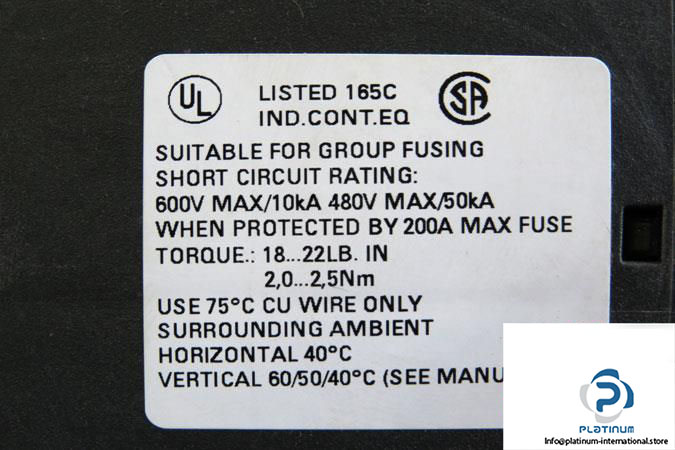 UL LISTED 165C CSA
IND.CONT.EQ
SUITABLE FOR GROUP FUSING
SHORT CIRCUIT RATING:
600V MAX/10kA 480V MAX/50kA
WHEN PROTECTED BY 200A MAX FUSE
TORQUE.: 18...22LB. IN
2,0...2,5Nm
USE 75°C CU WIRE ONLY
SURROUNDING AMBIENT
HORIZONTAL 40°C
VERTICAL 60/50/40°C (SEE MANU
PLATINUM
Info@platinum-international.store